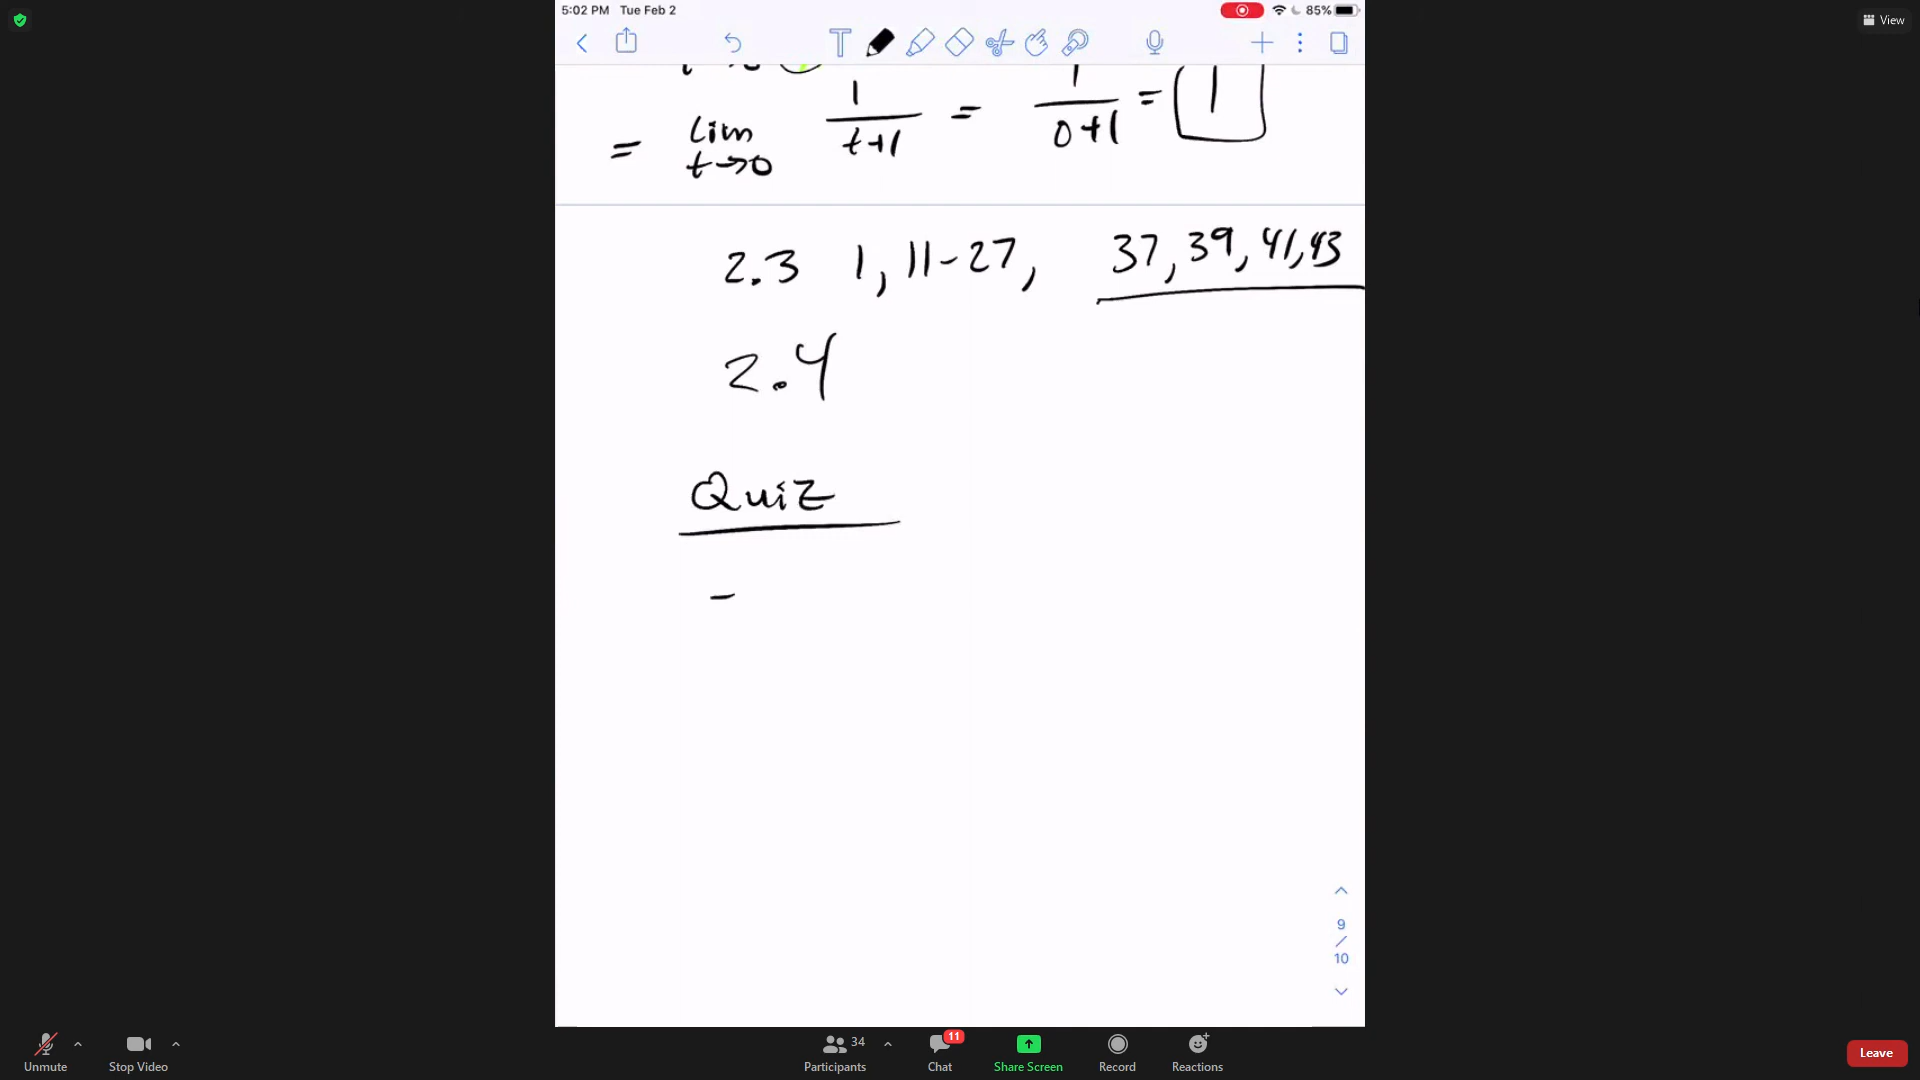 View
5:02 PM Tue Feb 2 85%
= lim t→0 1/(t+1) = 1/(0+1) = 1
2.3 1, 11-27, 37, 39, 41, 43
2.4
Quiz
-
9
/
10
Unmute Stop Video 34 Participants 11 Chat Share Screen Record Reactions Leave